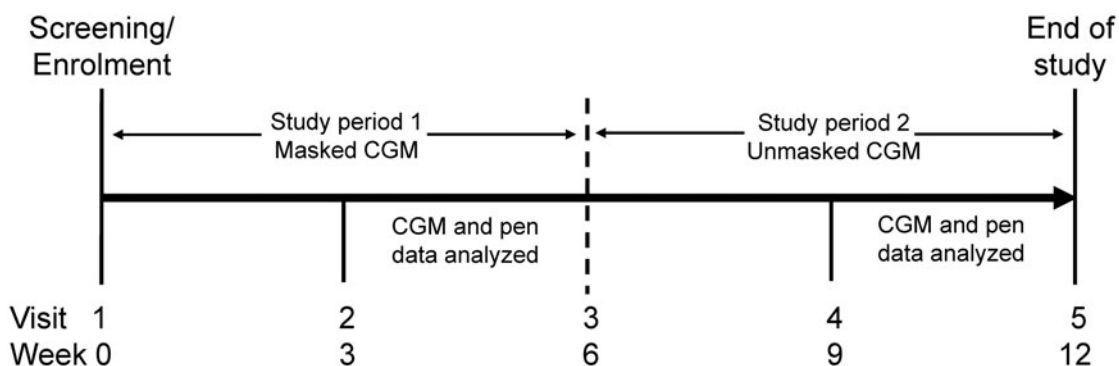 Screening/
Enrolment
End of
study
Study period 1
Masked CGM
Study period 2
Unmasked CGM
CGM and pen
data analyzed
CGM and pen
data analyzed
Visit 1 2 3 4 5
Week 0 3 6 9 12